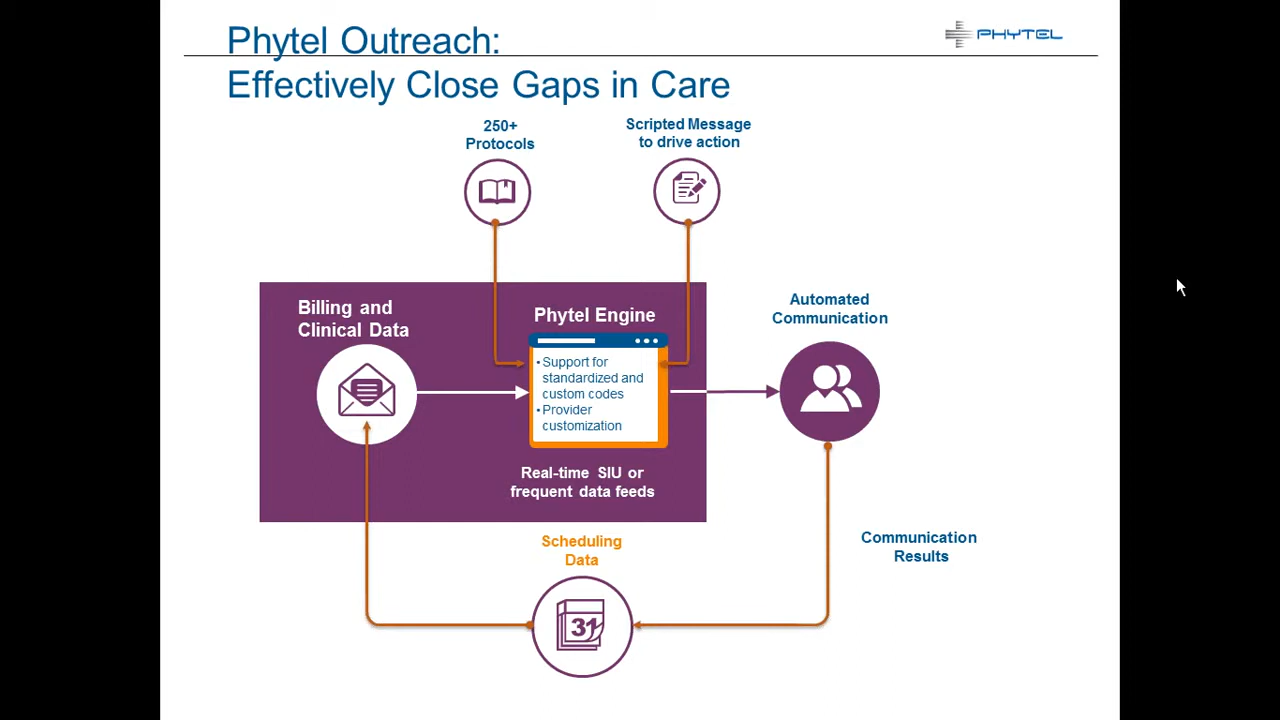 Phytel Outreach:
PHYTEL
Effectively Close Gaps in Care
250+
Protocols
Scripted Message
to drive action
Billing and
Clinical Data
Phytel Engine
• Support for
standardized and
custom codes
• Provider
customization
Real-time SIU or
frequent data feeds
Automated
Communication
Scheduling
Data
31
Communication
Results